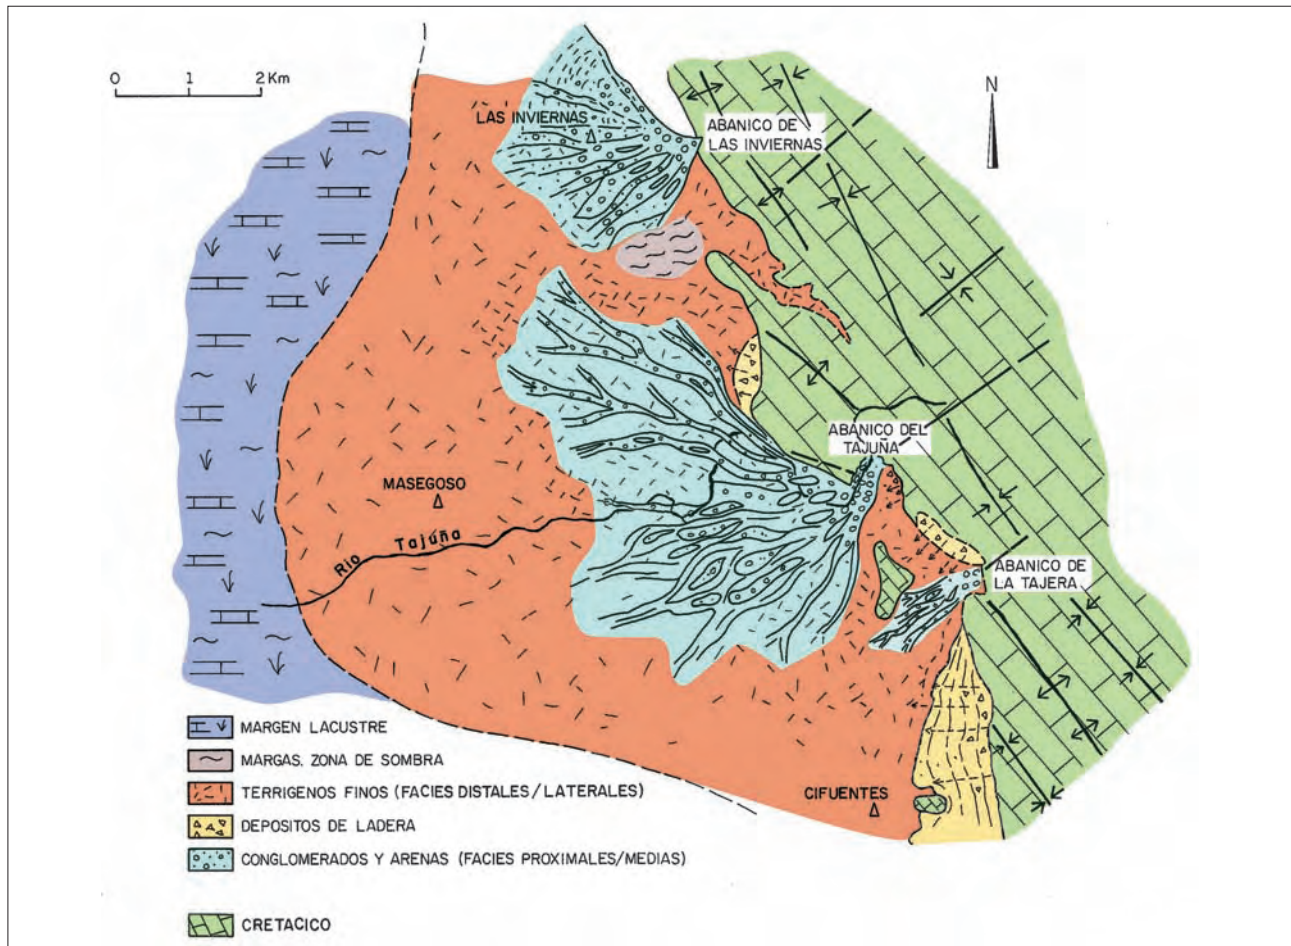 0 1 2 Km
N
LAS INVIERNAS
ABANICO DE
LAS INVIERNAS
ABANICO DEL
TAJUÑA
MASEGOSO
Río Tajuña
ABANICO DE
LA TAJERA
CIFUENTES
MARGEN LACUSTRE
MARGAS. ZONA DE SOMBRA
TERRIGENOS FINOS (FACIES DISTALES/LATERALES)
DEPOSITOS DE LADERA
CONGLOMERADOS Y ARENAS (FACIES PROXIMALES/MEDIAS)
CRETACICO